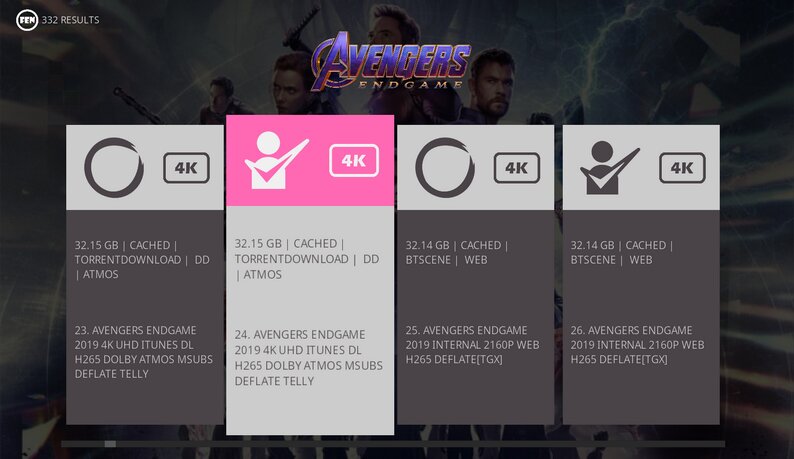 FEN 332 RESULTS
AVENGERS
ENDGAME
4K
32.15 GB | CACHED |
TORRENTDOWNLOAD | DD
| ATMOS
23. AVENGERS ENDGAME
2019 4K UHD ITUNES DL
H265 DOLBY ATMOS MSUBS
DEFLATE TELLY
4K
32.15 GB | CACHED |
TORRENTDOWNLOAD | DD
| ATMOS
24. AVENGERS ENDGAME
2019 4K UHD ITUNES DL
H265 DOLBY ATMOS MSUBS
DEFLATE TELLY
4K
32.14 GB | CACHED |
BTSCENE | WEB
25. AVENGERS ENDGAME
2019 INTERNAL 2160P WEB
H265 DEFLATE[TGX]
4K
32.14 GB | CACHED |
BTSCENE | WEB
26. AVENGERS ENDGAME
2019 INTERNAL 2160P WEB
H265 DEFLATE[TGX]